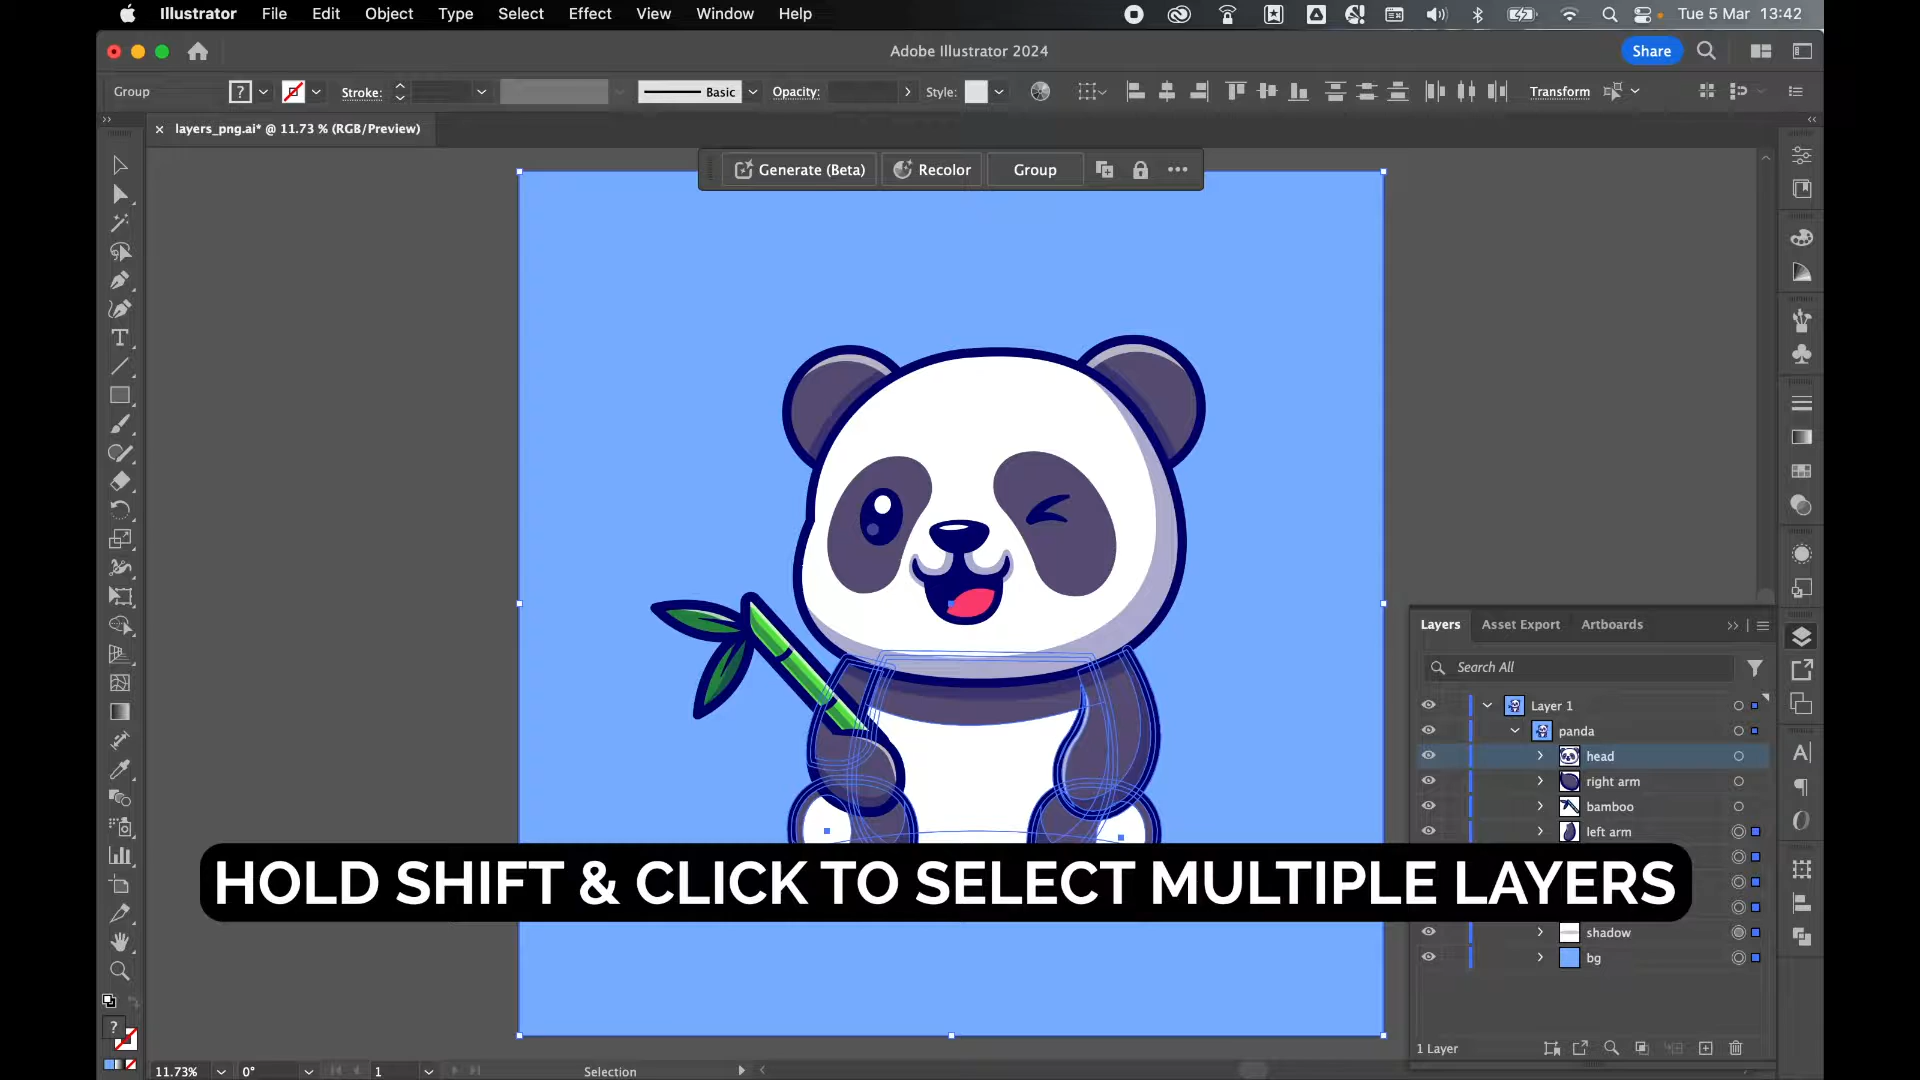 Illustrator File Edit Object Type Select Effect View Window Help Tue 5 Mar 13:42
Adobe Illustrator 2024 Share
Group ? Stroke: Basic Opacity: Style: Transform
layers_png.ai* @ 11.73 % (RGB/Preview)
Generate (Beta) Recolor Group
Layers Asset Export Artboards
Search All
Layer 1
panda
head
right arm
bamboo
left arm
HOLD SHIFT & CLICK TO SELECT MULTIPLE LAYERS
shadow
bg
?
1 Layer
11.73% 0° 1 Selection